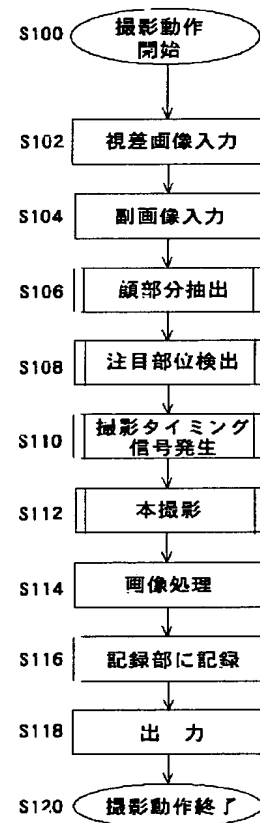 S100 撮影動作
開始
S102 視差画像入力
S104 副画像入力
S106 顔部分抽出
S108 注目部位検出
S110 撮影タイミング
信号発生
S112 本撮影
S114 画像処理
S116 記録部に記録
S118 出 力
S120 撮影動作終了